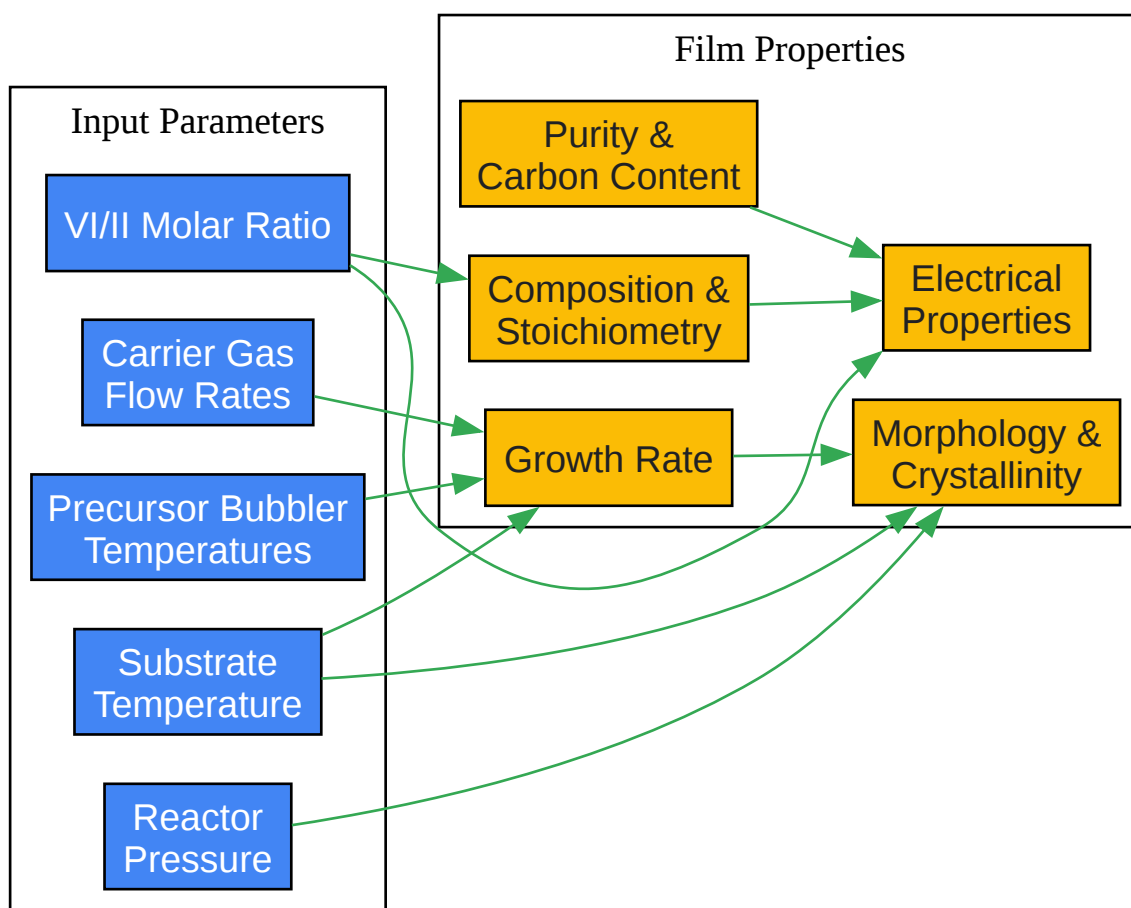 Input Parameters
VI/II Molar Ratio
Carrier Gas
Flow Rates
Precursor Bubbler
Temperatures
Substrate
Temperature
Reactor
Pressure
Film Properties
Purity &
Carbon Content
Composition &
Stoichiometry
Growth Rate
Electrical
Properties
Morphology &
Crystallinity